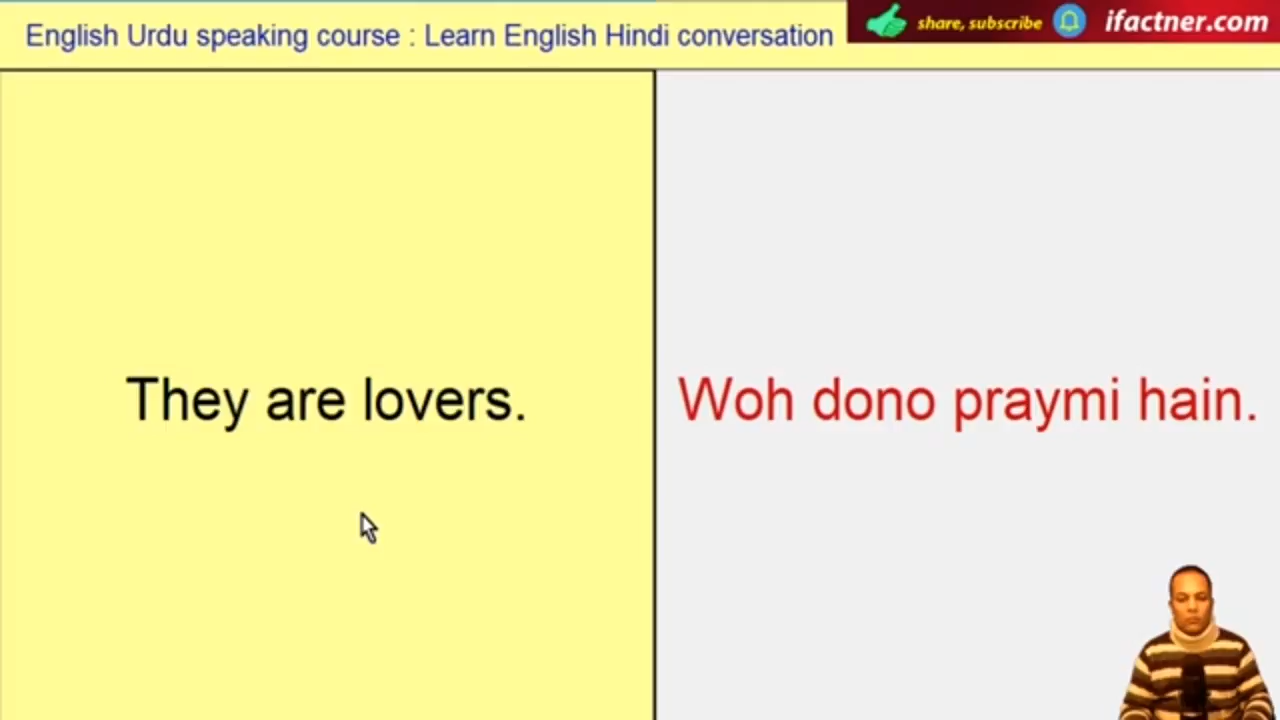 English Urdu speaking course : Learn English Hindi conversation
share, subscribe
ifactner.com
They are lovers.
Woh dono praymi hain.